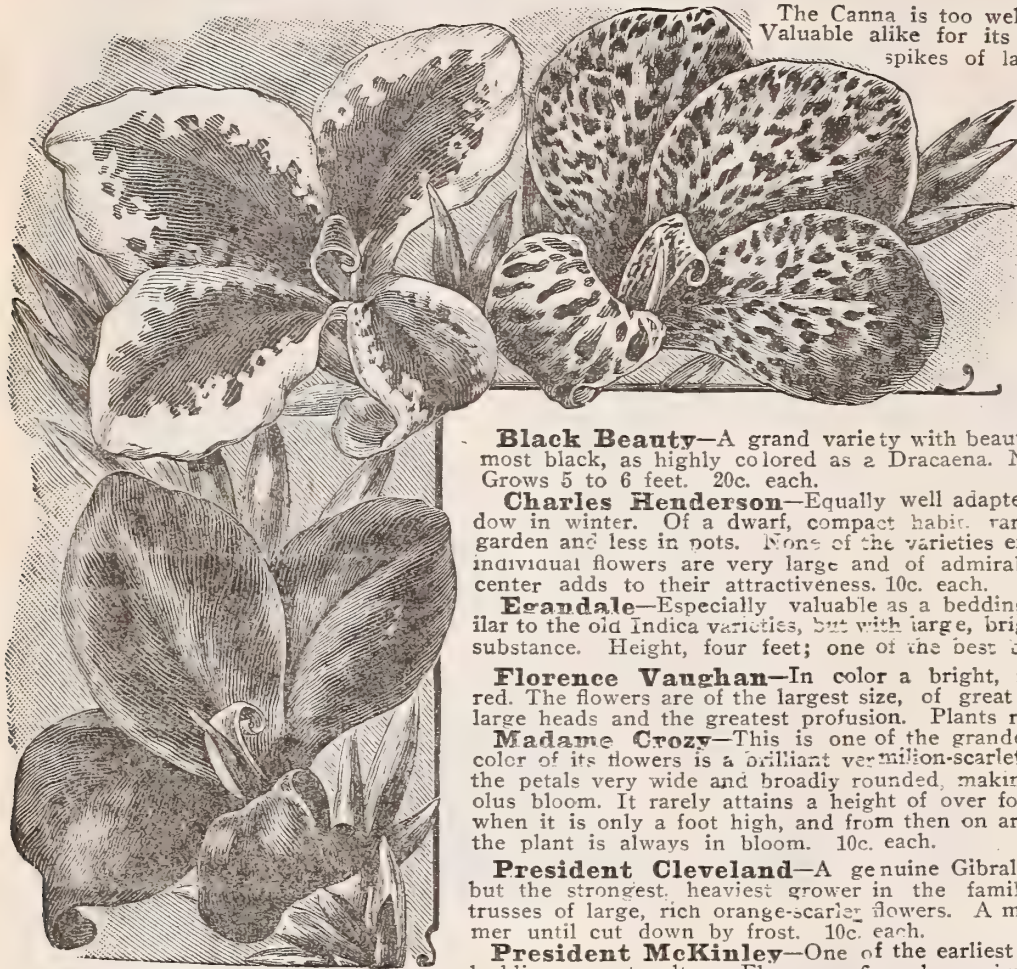 The Canna is too wel
Valuable alike for its
spikes of la
Black Beauty—A grand variety with beau
most black, as highly colored as a Dracaena. N
Grows 5 to 6 feet. 20c. each.
Charles Henderson—Equally well adapte
dow in winter. Of a dwarf, compact habit. ran
garden and less in pots. None of the varieties e
individual flowers are very large and of admiral
center adds to their attractiveness. 10c. each.
Egandale—Especially valuable as a bedding
ilar to the old Indica varieties, but with large, brig
substance. Height, four feet; one of the best
Florence Vaughan—In color a bright,
red. The flowers are of the largest size, of great
large heads and the greatest profusion. Plants
Madame Crozy—This is one of the grande
color of its flowers is a brilliant vermilion-scarlet
the petals very wide and broadly rounded, makin
olus bloom. It rarely attains a height of over fo
when it is only a foot high, and from then on ar
the plant is always in bloom. 10c. each.
President Cleveland—A genuine Gibral
but the strongest, heaviest grower in the famil
trusses of large, rich orange-scarlet flowers. A m
mer until cut down by frost. 10c. each.
President McKinley—One of the earliest